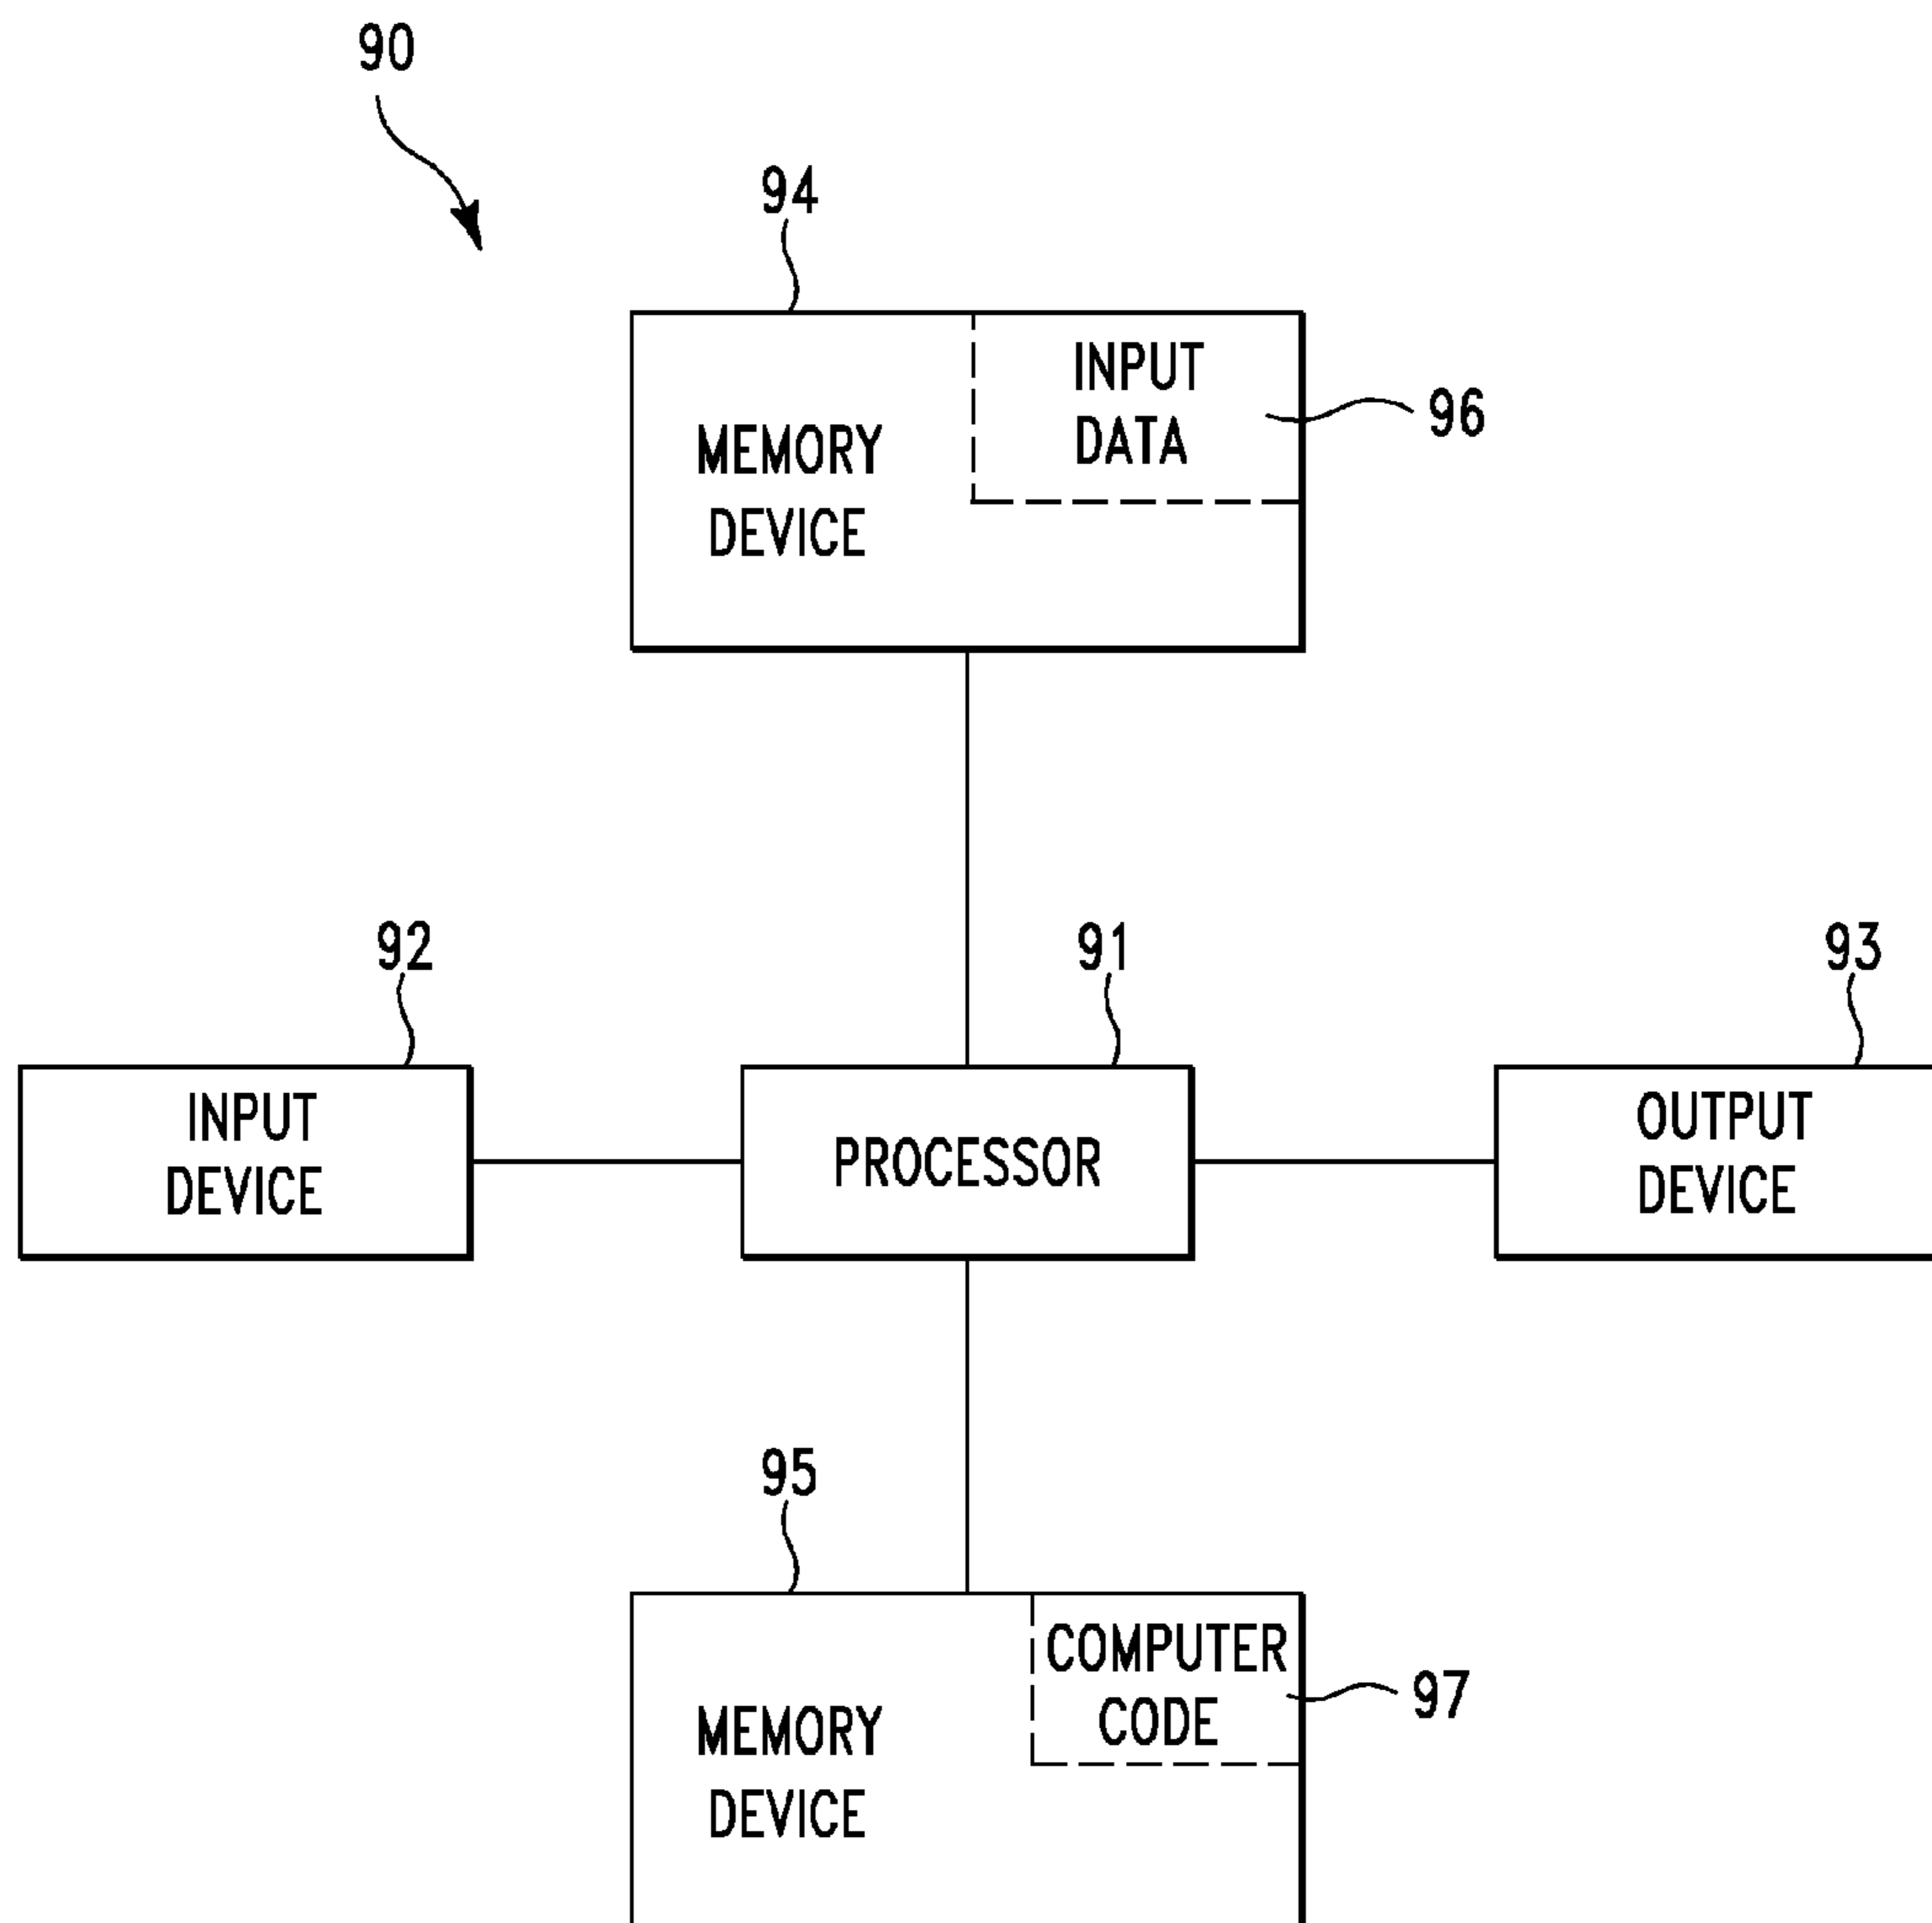 90
94
INPUT
DATA
96
MEMORY
DEVICE
92
91
93
INPUT
DEVICE
PROCESSOR
OUTPUT
DEVICE
95
COMPUTER
CODE
97
MEMORY
DEVICE